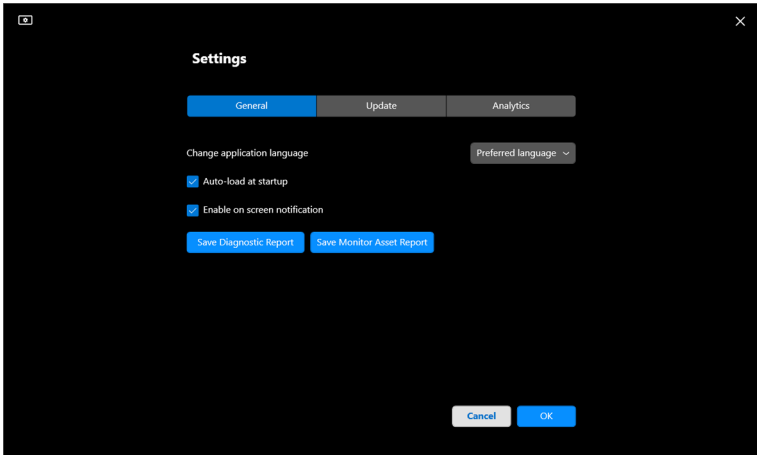 Settings
General Update Analytics
Change application language Preferred language
Auto-load at startup
Enable on screen notification
Save Diagnostic Report Save Monitor Asset Report
Cancel OK